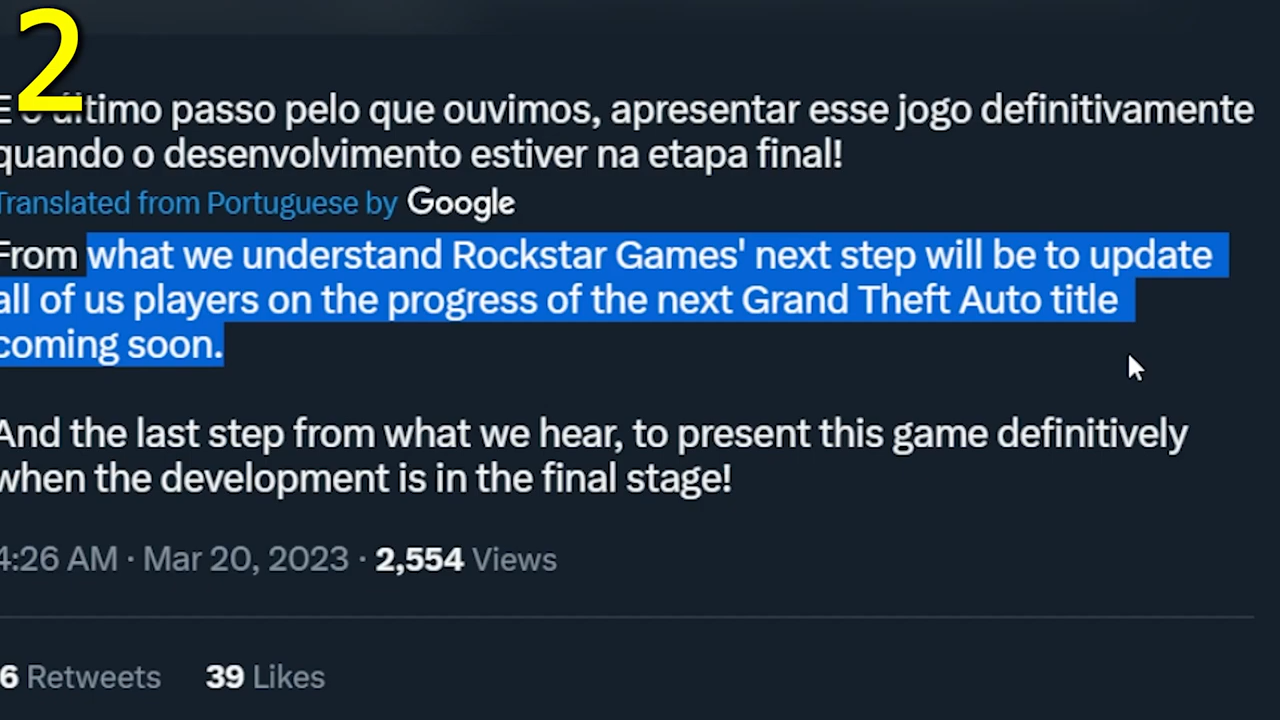 2
último passo pelo que ouvimos, apresentar esse jogo definitivamente
quando o desenvolvimento estiver na etapa final!
Translated from Portuguese by Google
From what we understand Rockstar Games' next step will be to update
all of us players on the progress of the next Grand Theft Auto title
coming soon.
And the last step from what we hear, to present this game definitively
when the development is in the final stage!
4:26 AM · Mar 20, 2023 · 2,554 Views
6 Retweets 39 Likes